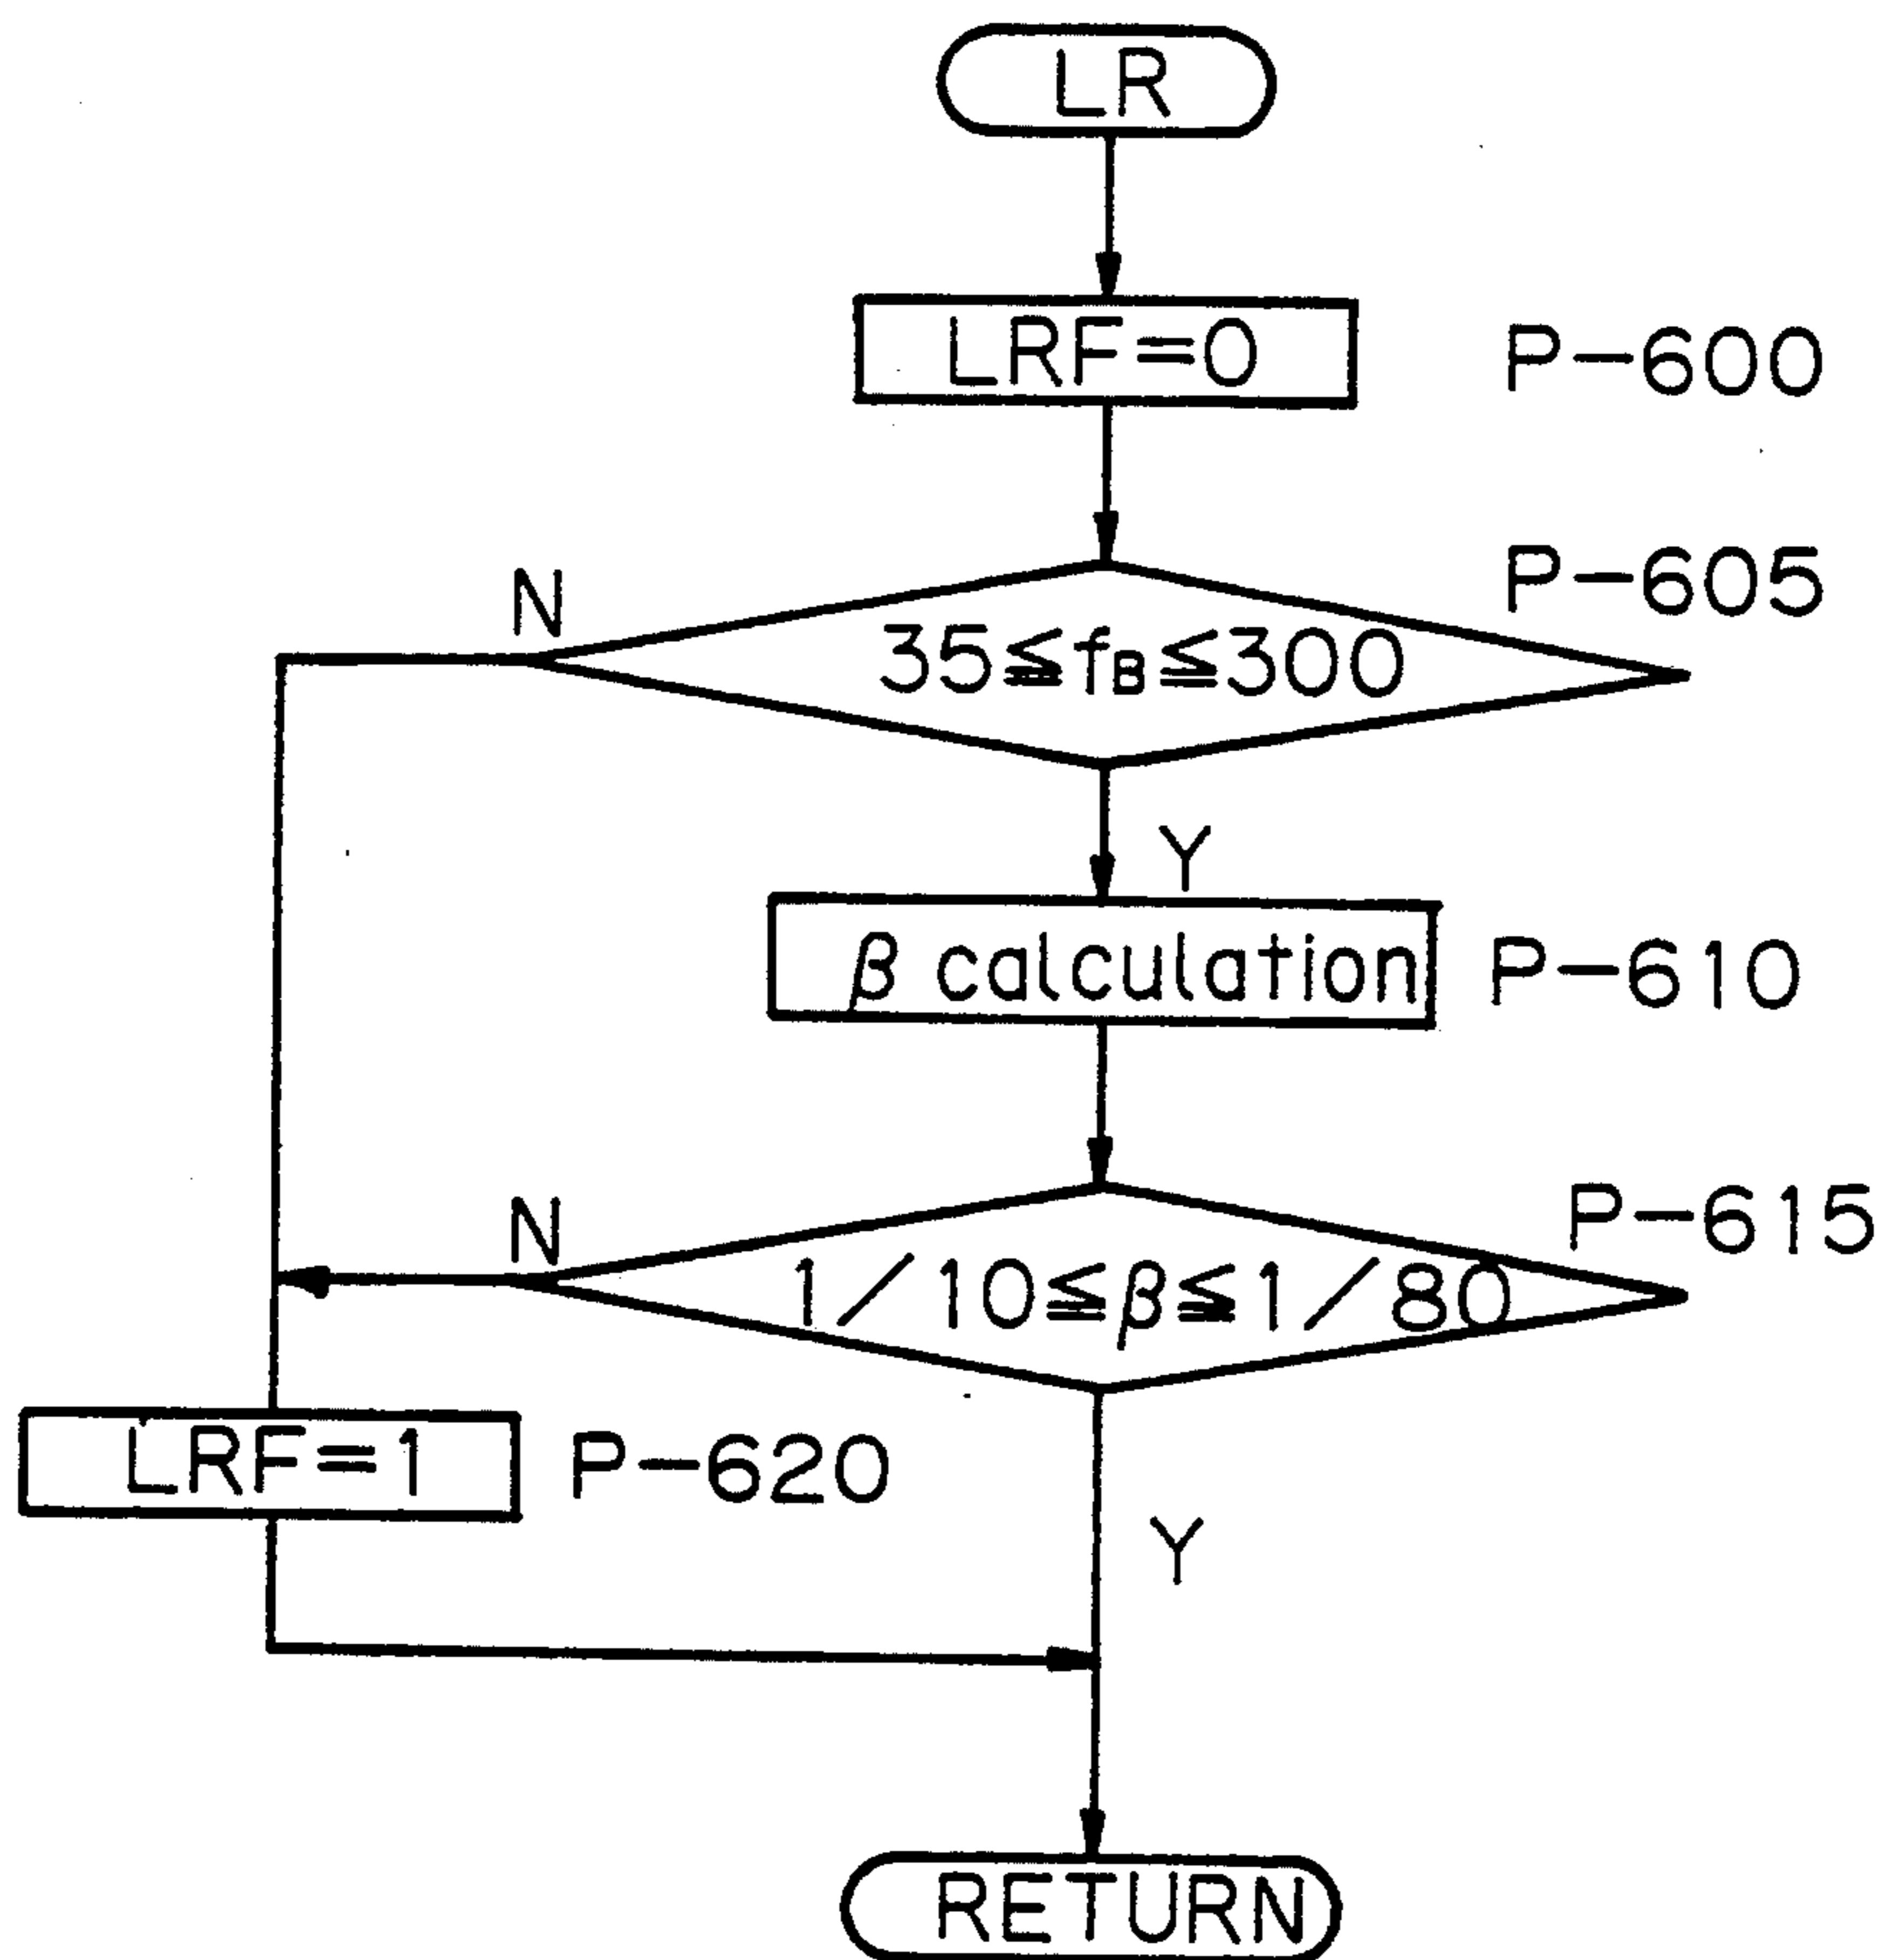 LR
LRF=0
P-600
P-605
N
35≦fB≦300
Y
β calculation
P-610
P-615
N
1/10≦β≦1/80
LRF=1
P-620
Y
RETURN